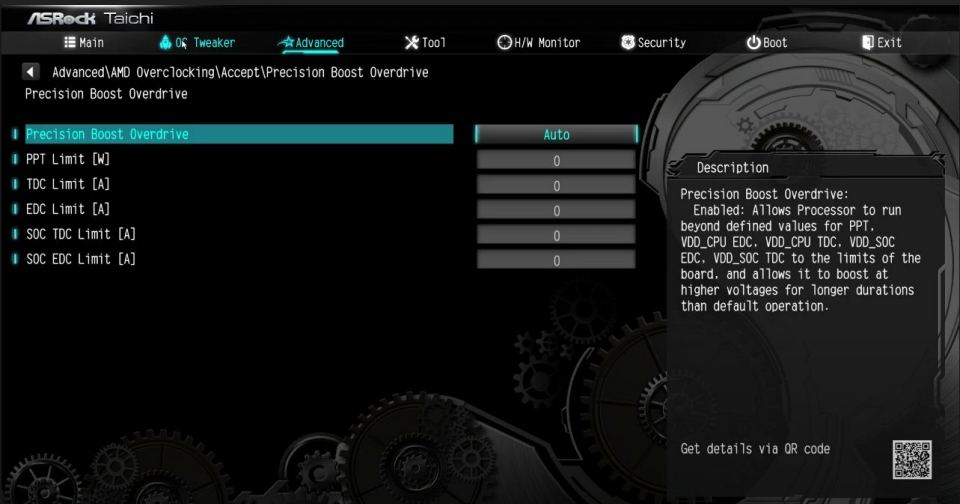 ASRock Taichi
Main OC Tweaker Advanced Tool H/W Monitor Security Boot Exit
Advanced\AMD Overclocking\Accept\Precision Boost Overdrive
Precision Boost Overdrive
Precision Boost Overdrive Auto
PPT Limit [W] 0
TDC Limit [A] 0
EDC Limit [A] 0
SOC TDC Limit [A] 0
SOC EDC Limit [A] 0
Description
Precision Boost Overdrive:
Enabled: Allows Processor to run
beyond defined values for PPT,
VDD_CPU EDC, VDD_CPU TDC, VDD_SOC
EDC, VDD_SOC TDC to the limits of the
board, and allows it to boost at
higher voltages for longer durations
than default operation.
Get details via QR code